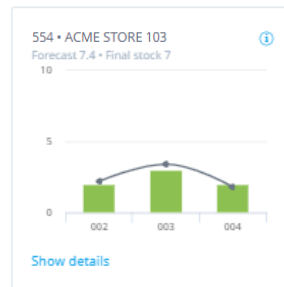 554 • ACME STORE 103
Forecast 7.4 • Final stock 7
10
5
0
002 003 004
Show details